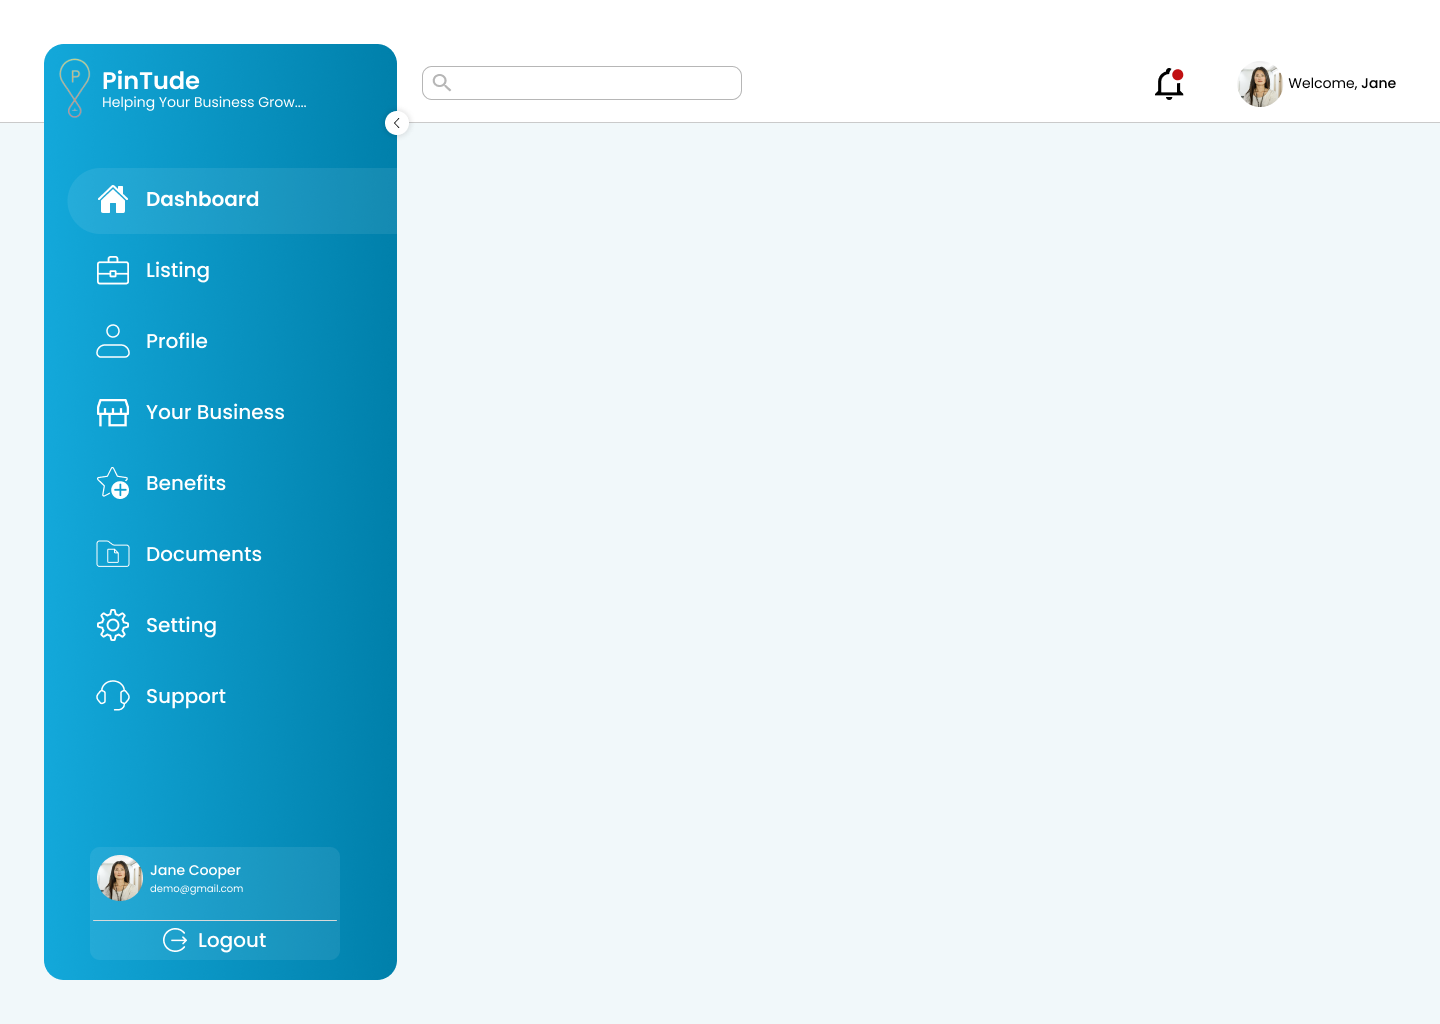 P
PinTude
Helping Your Business Grow....
Welcome, Jane
Dashboard
Listing
Profile
Your Business
Benefits
Documents
Setting
Support
Jane Cooper
demo@gmail.com
Logout